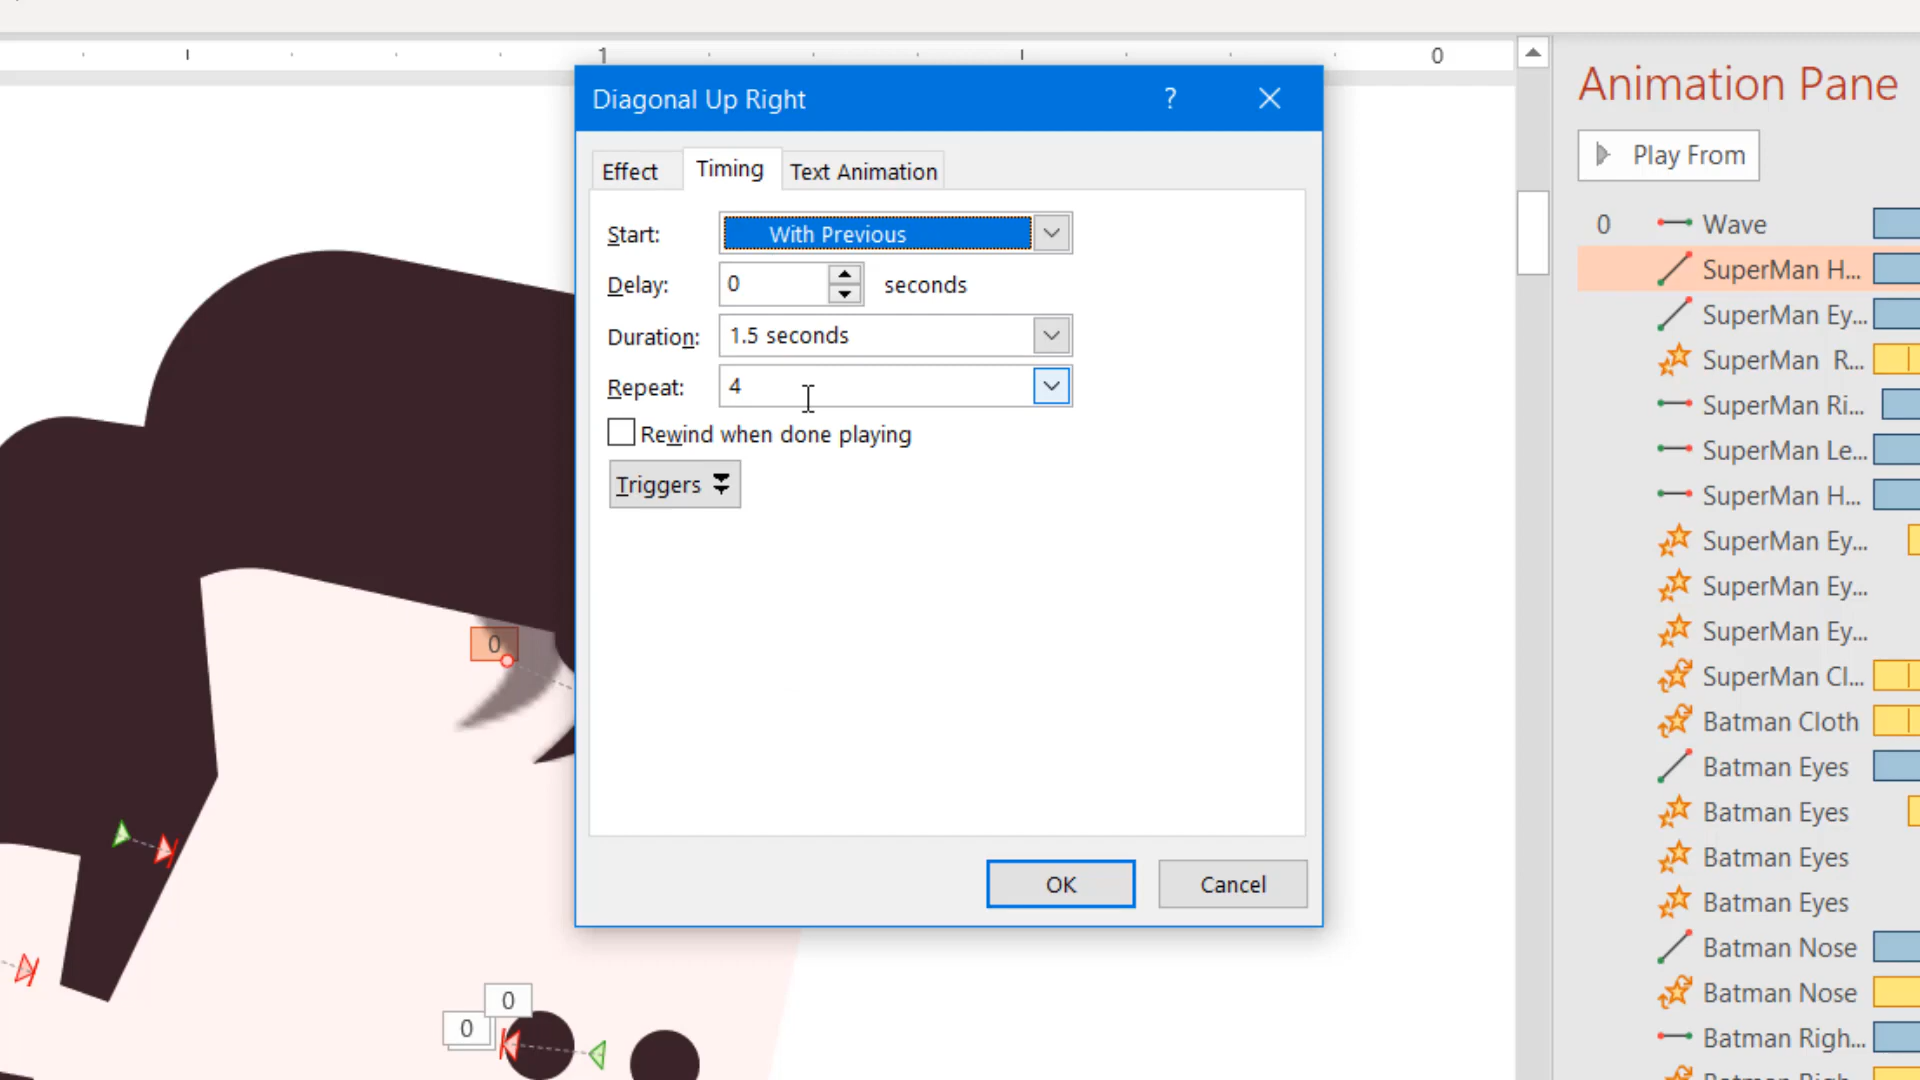 1
0
Diagonal Up Right
?
Effect
Timing
Text Animation
Start:
With Previous
Delay:
0
seconds
Duration:
1.5 seconds
Repeat:
4
Rewind when done playing
Triggers
OK
Cancel
0
0
0
Animation Pane
Play From
0
Wave
SuperMan H...
SuperMan Ey...
SuperMan R...
SuperMan Ri...
SuperMan Le...
SuperMan H...
SuperMan Ey...
SuperMan Ey...
SuperMan Ey...
SuperMan Cl...
Batman Cloth
Batman Eyes
Batman Eyes
Batman Eyes
Batman Eyes
Batman Nose
Batman Nose
Batman Righ...